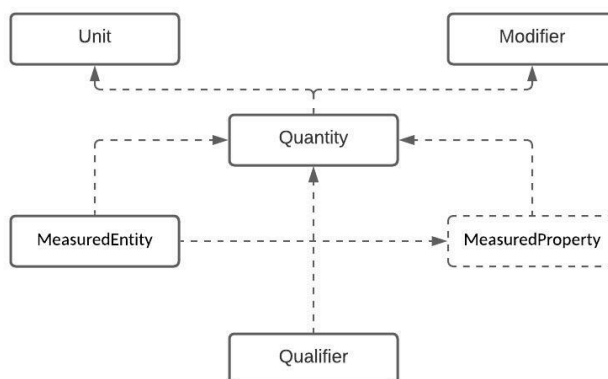 Unit
Modifier
Quantity
MeasuredEntity
MeasuredProperty
Qualifier